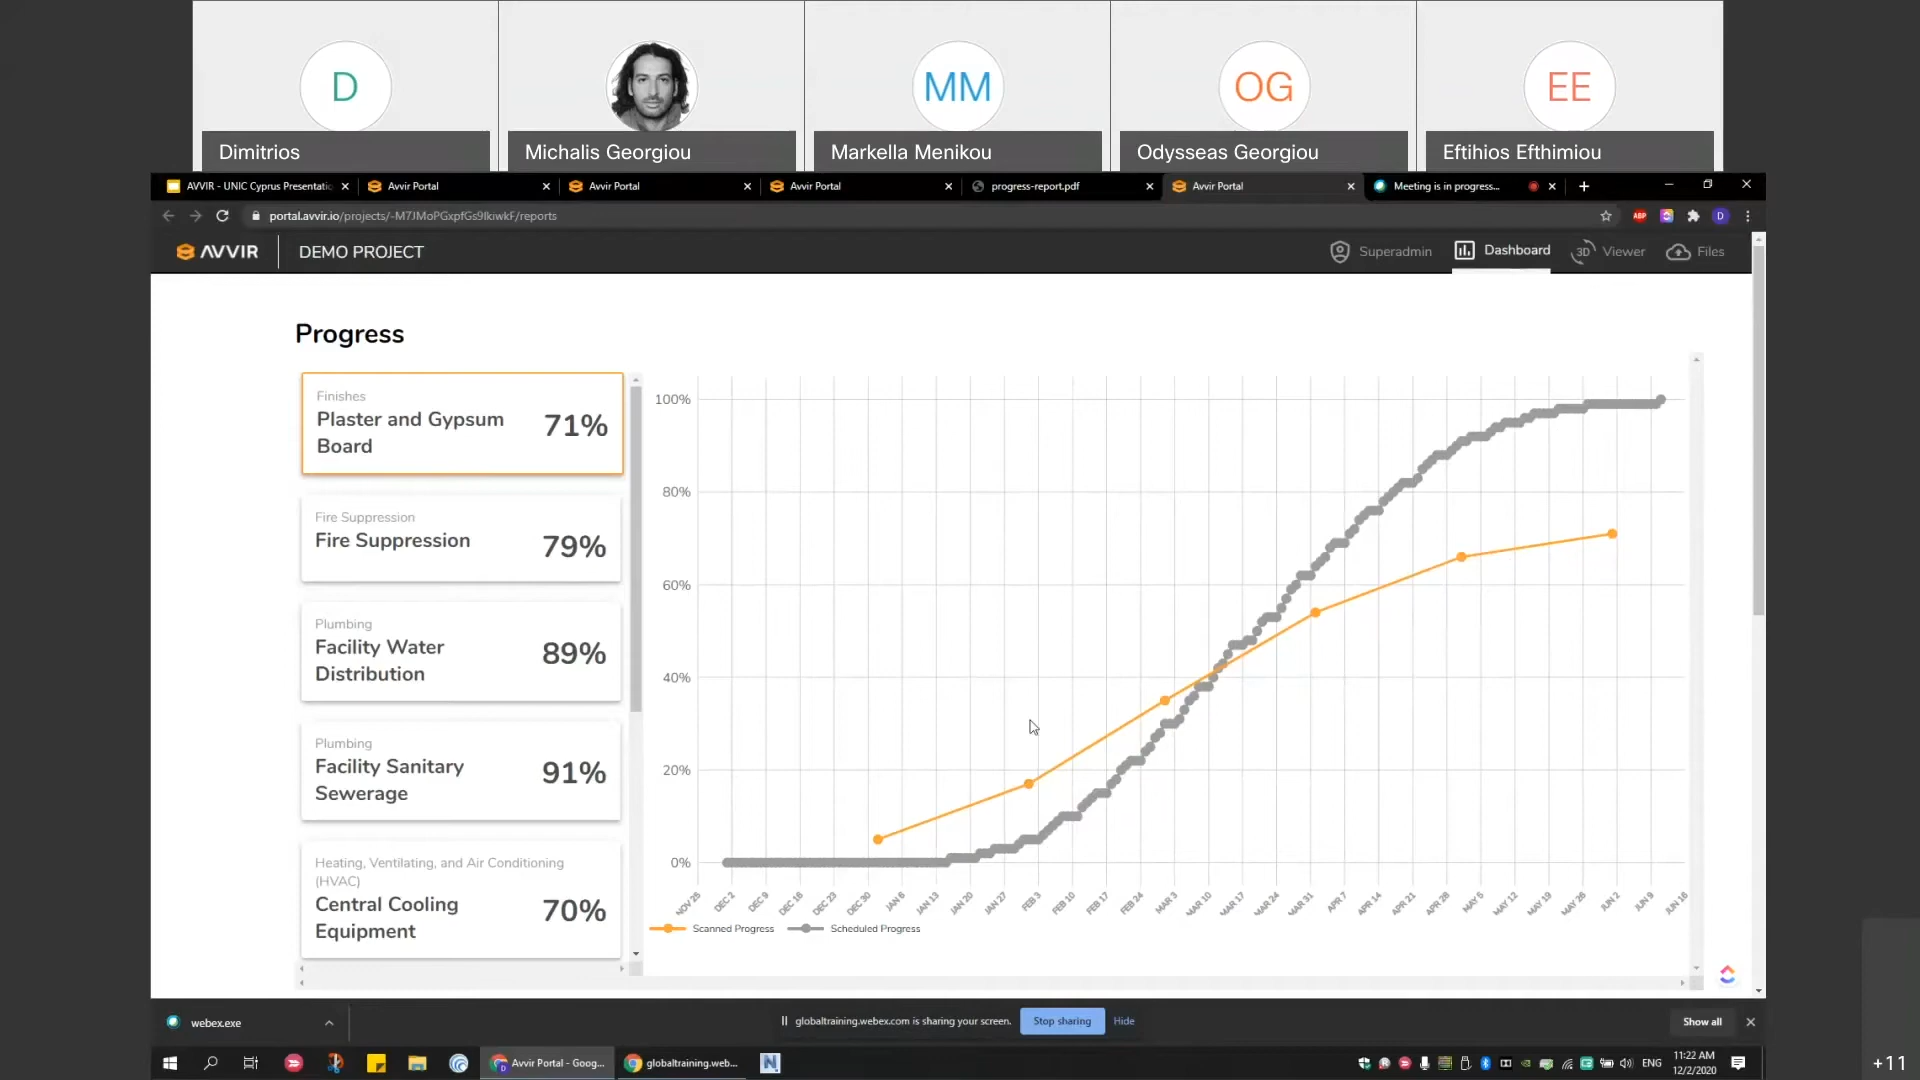 D
MM
OG
EE
Dimitrios
Michalis Georgiou
Markella Menikou
Odysseas Georgiou
Eftihios Efthimiou
AVVIR - UNIC Cyprus Presentatio
Avvir Portal
Avvir Portal
Avvir Portal
progress-report.pdf
Avvir Portal
Meeting is in progress...
portal.avvir.io/projects/-M7JMoPGxpfGs9lkiwkF/reports
ABP
D
AVVIR
DEMO PROJECT
Superadmin
Dashboard
3D
Viewer
Files
Progress
Finishes
Plaster and Gypsum
Board
71%
Fire Suppression
Fire Suppression
79%
Plumbing
Facility Water
Distribution
89%
Plumbing
Facility Sanitary
Sewerage
91%
Heating, Ventilating, and Air Conditioning
(HVAC)
Central Cooling
Equipment
70%
100%
80%
60%
40%
20%
0%
NOV 25
DEC 2
DEC 9
DEC 16
DEC 23
DEC 30
JAN 6
JAN 13
JAN 20
JAN 27
FEB 3
FEB 10
FEB 17
FEB 24
MAR 3
MAR 10
MAR 17
MAR 24
MAR 31
APR 7
APR 14
APR 21
APR 28
MAY 5
MAY 12
MAY 19
MAY 26
JUN 2
JUN 9
JUN 16
Scanned Progress
Scheduled Progress
webex.exe
globaltraining.webex.com is sharing your screen.
Stop sharing
Hide
Show all
Avvir Portal - Goog...
globaltraining.web...
N
ENG
11:22 AM
12/2/2020
+11